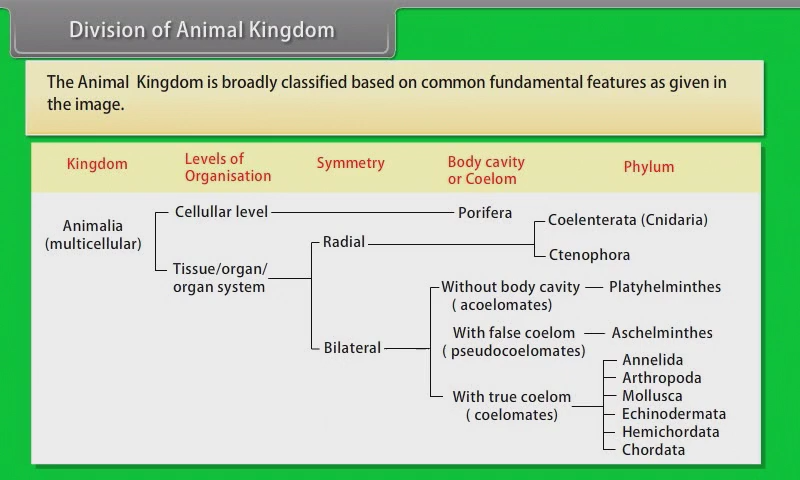 Division of Animal Kingdom
The Animal Kingdom is broadly classified based on common fundamental features as given in
the image.
Kingdom
Levels of
Organisation
Symmetry
Body cavity
or Coelom
Phylum
Animalia
(multicellular)
Cellular level
Porifera
Tissue/organ/
organ system
Radial
Coelenterata (Cnidaria)
Ctenophora
Bilateral
Without body cavity
( acoelomates)
Platyhelminthes
With false coelom
( pseudocoelomates)
Aschelminthes
With true coelom
( coelomates)
Annelida
Arthropoda
Mollusca
Echinodermata
Hemichordata
Chordata